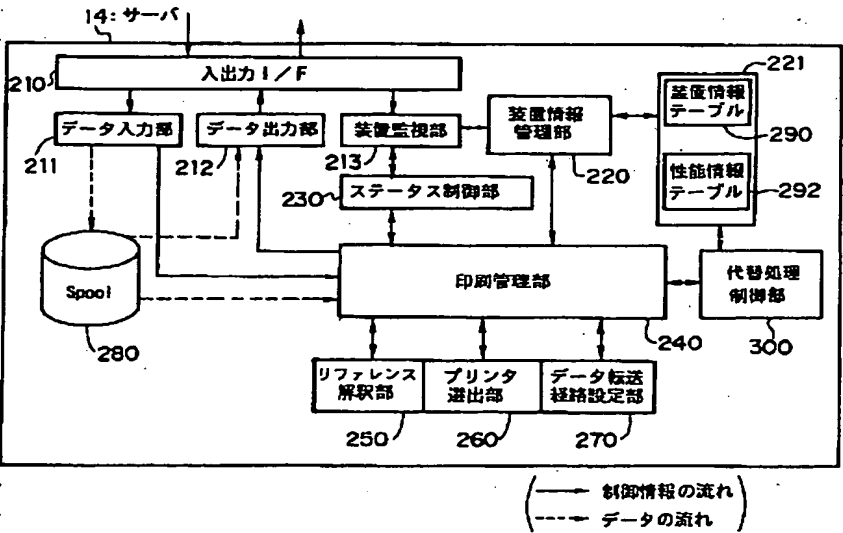 14:サーバ
入出力I/F
210
データ入力部
211
データ出力部
212
装置監視部
213
装置情報
管理部
220
221
装置情報
テーブル
290
性能情報
テーブル
292
ステータス制御部
230
Spool
280
印刷管理部
240
代替処理
制御部
300
リファレンス
解釈部
250
プリンタ
選出部
260
データ転送
経路設定部
270
制御情報の流れ
データの流れ